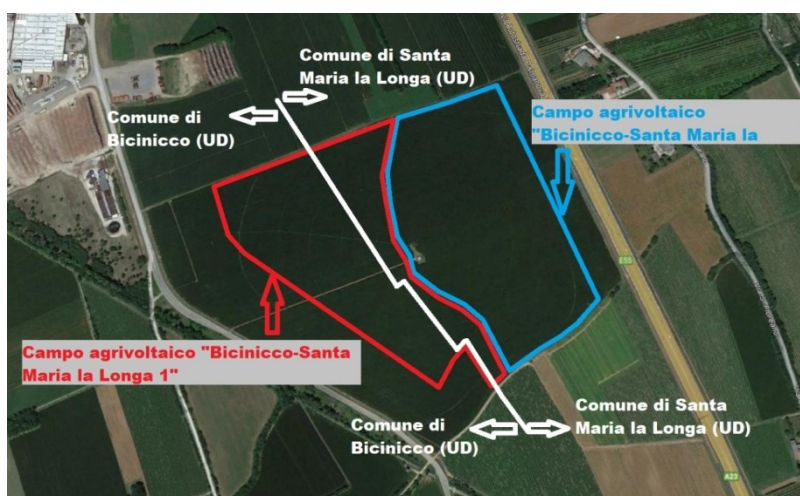 Comune di Santa
Maria la Longa (UD)
Comune di
Bicinicco (UD)
Campo agrivoltaico
"Bicinicco-Santa Maria la
E55
Campo agrivoltaico "Bicinicco-Santa
Maria la Longa 1"
Comune di
Bicinicco (UD)
Comune di Santa
Maria la Longa (UD)
A23